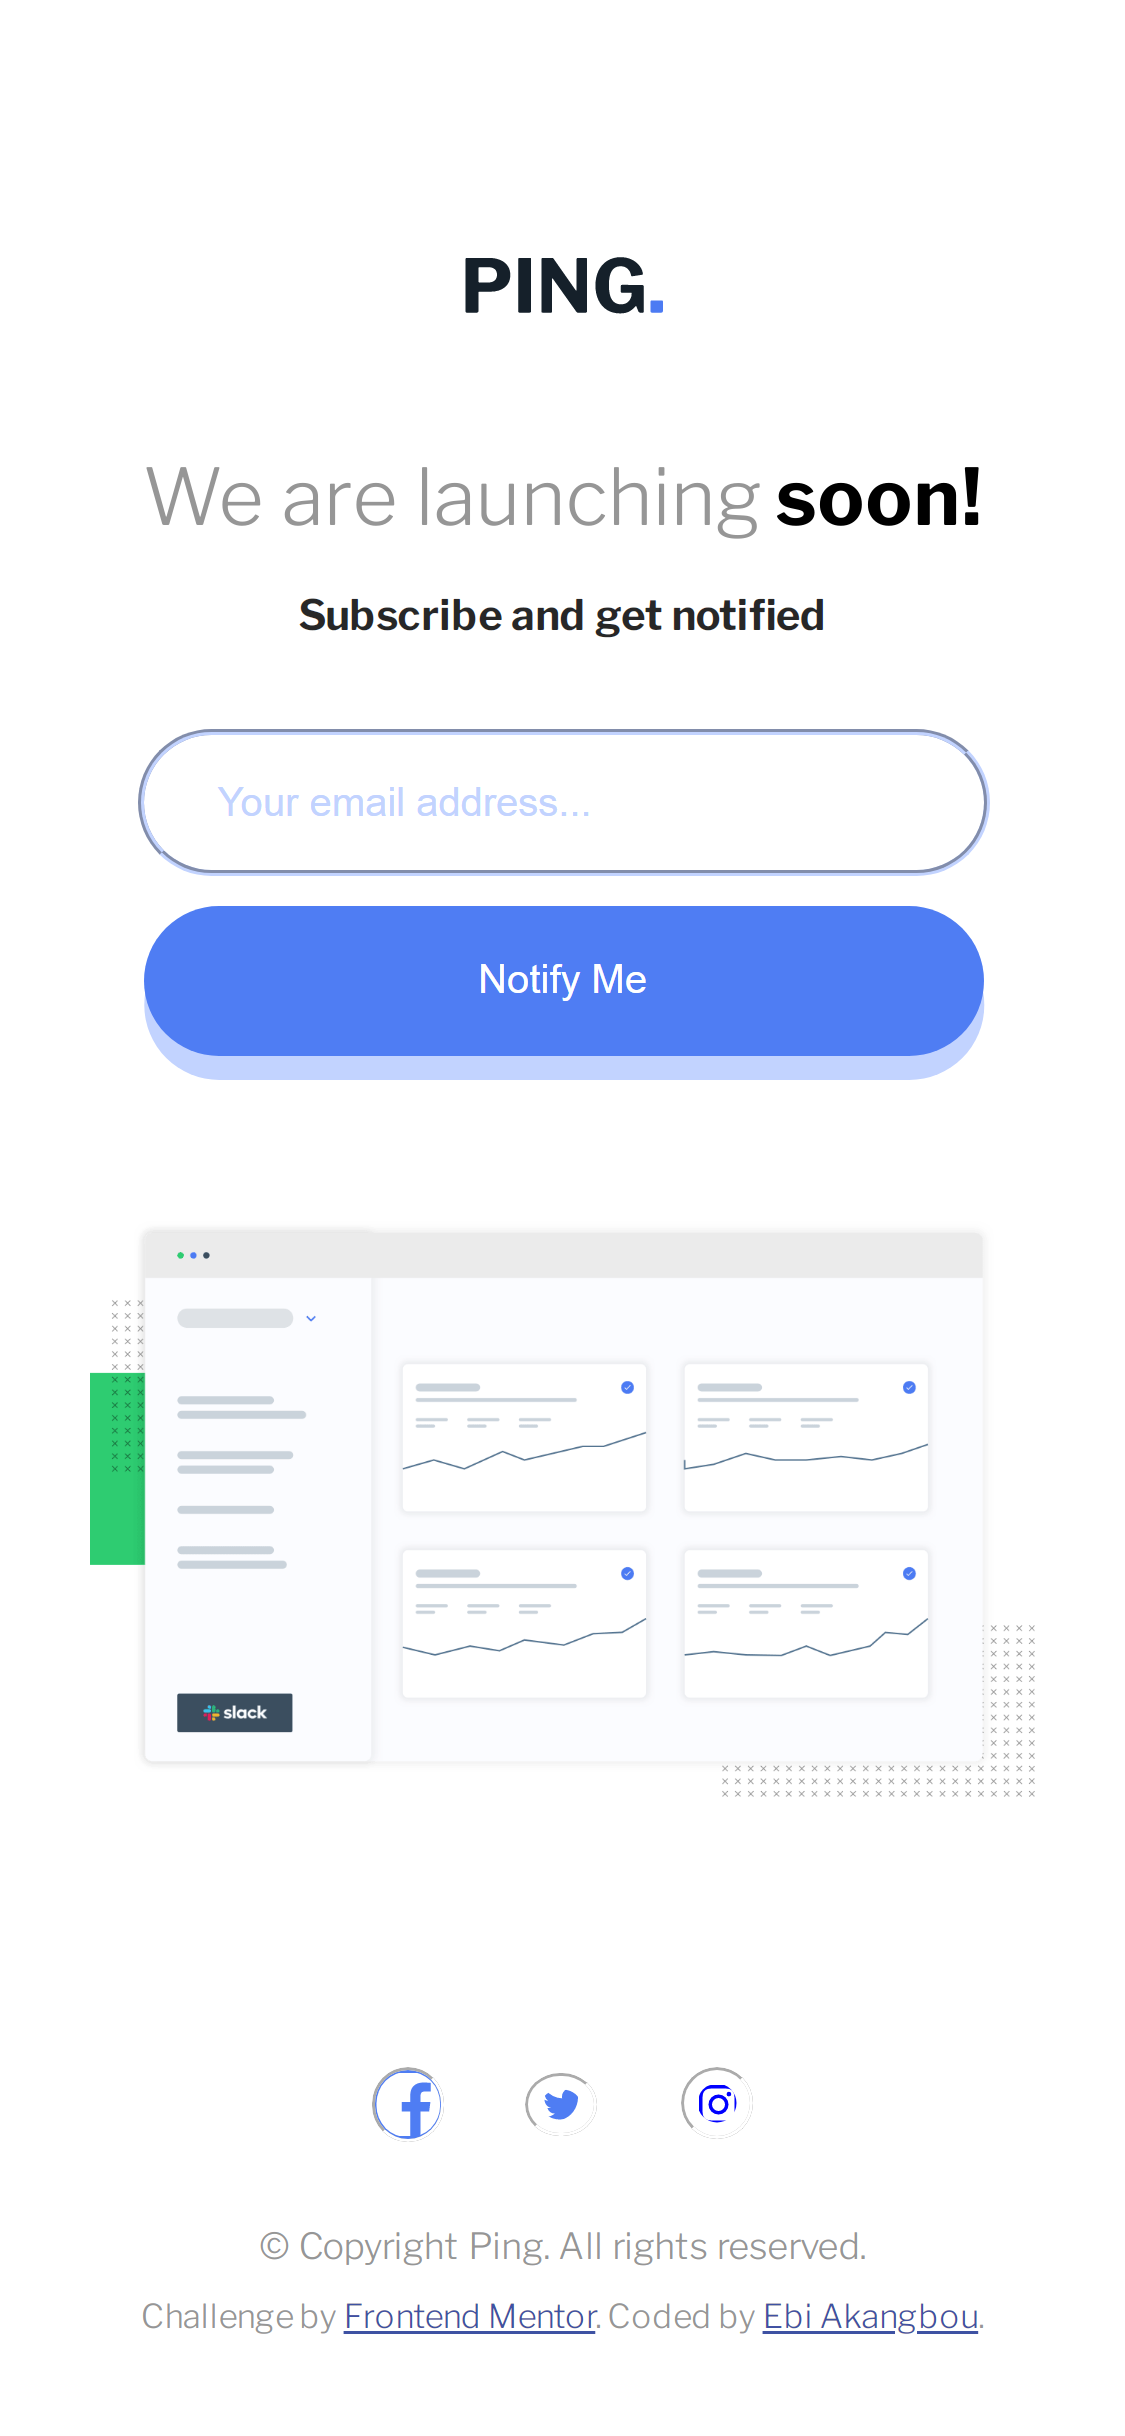 PING.
We are launching soon!
Subscribe and get notified
Your email address...
Notify Me
slack
© Copyright Ping. All rights reserved.
Challenge by Frontend Mentor. Coded by Ebi Akangbou.